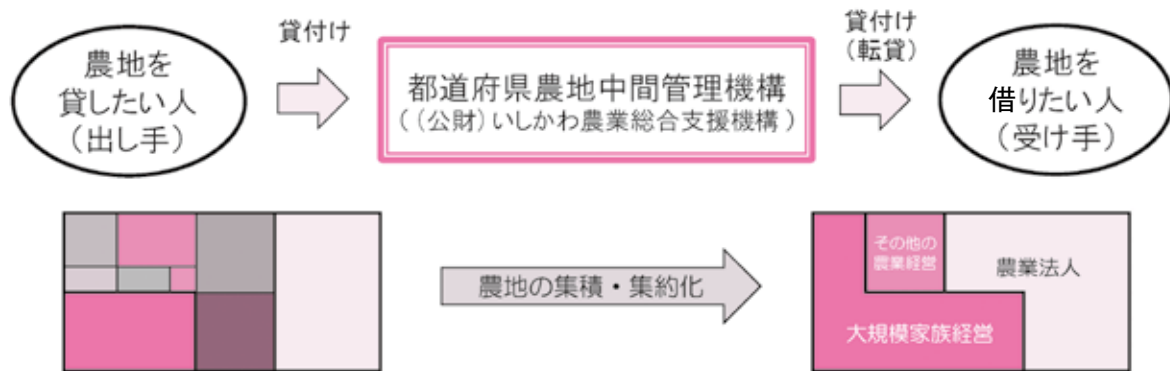 農地を
貸したい人
（出し手）
貸付け
都道府県農地中間管理機構
（（公財）いしかわ農業総合支援機構）
貸付け
（転貸）
農地を
借りたい人
（受け手）
農地の集積・集約化
その他の
農業経営
農業法人
大規模家族経営